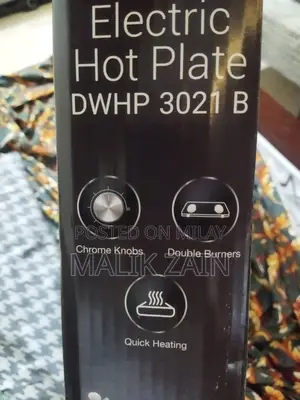 Electric
Hot Plate
DWHP 3021 B
Chrome Knobs
Double Burners
POSTED ON MILAY
MALIK ZAIN
Quick Heating